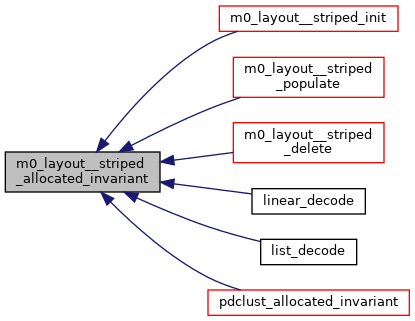 m0_layout__striped_init
m0_layout__striped
_populate
m0_layout__striped
_delete
m0_layout__striped
_allocated_invariant
linear_decode
list_decode
pdclust_allocated_invariant